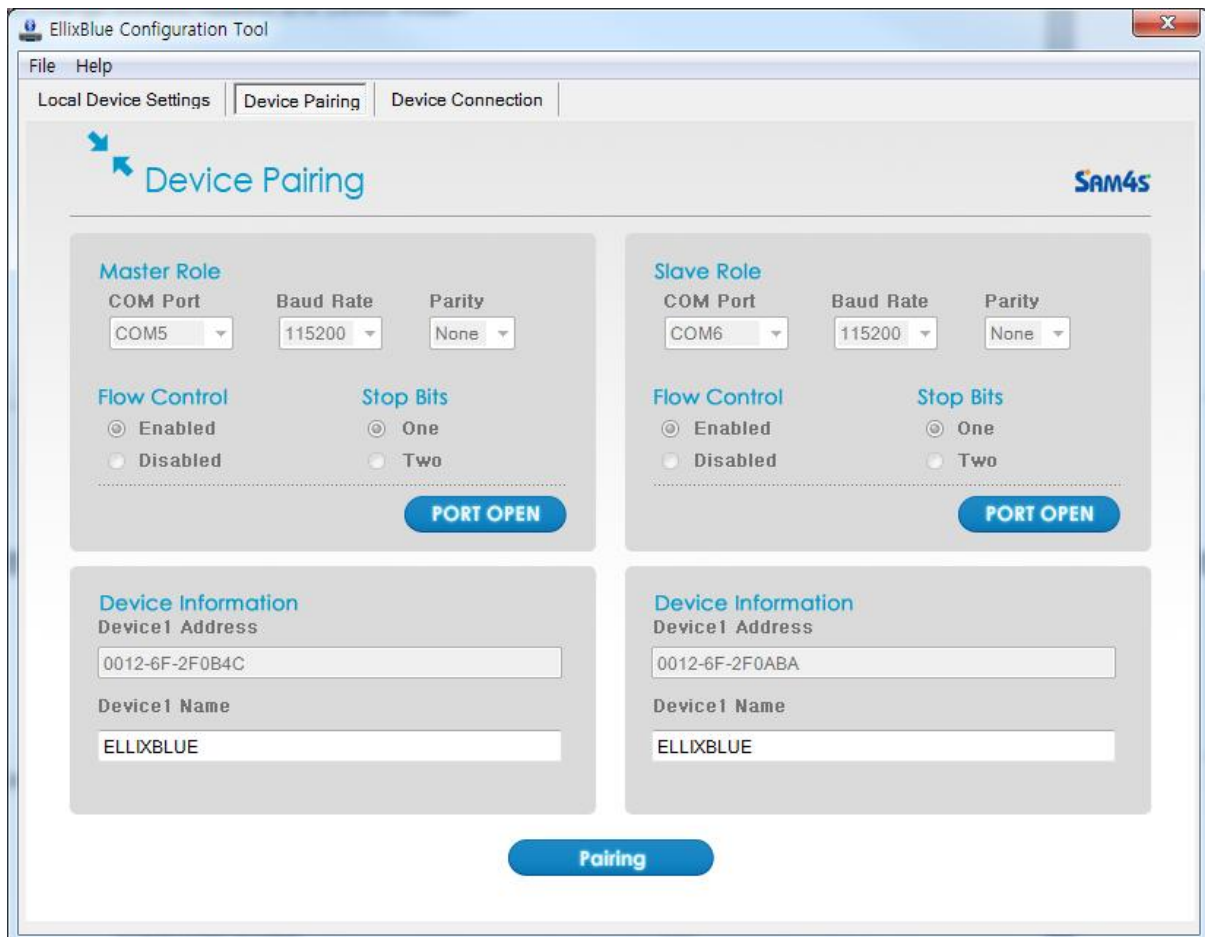 EllixBlue Configuration Tool
File Help
Local Device Settings Device Pairing Device Connection
Device Pairing
SAM4S
Master Role
COM Port Baud Rate Parity
COM5 115200 None
Flow Control Stop Bits
Enabled One
Disabled Two
PORT OPEN
Slave Role
COM Port Baud Rate Parity
COM6 115200 None
Flow Control Stop Bits
Enabled One
Disabled Two
PORT OPEN
Device Information
Device1 Address
0012-6F-2F0B4C
Device1 Name
ELLIXBLUE
Device Information
Device1 Address
0012-6F-2F0ABA
Device1 Name
ELLIXBLUE
Pairing